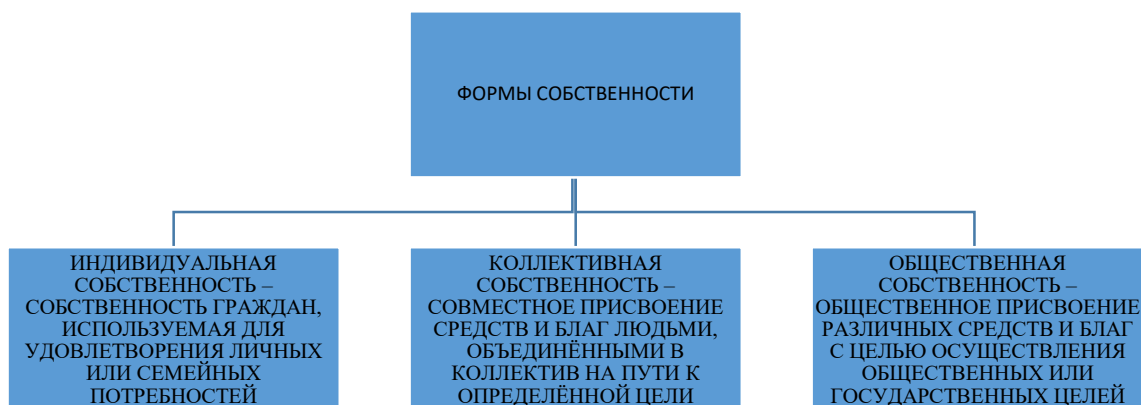 ФОРМЫ СОБСТВЕННОСТИ
ИНДИВИДУАЛЬНАЯ
СОБСТВЕННОСТЬ –
СОБСТВЕННОСТЬ ГРАЖДАН,
ИСПОЛЬЗУЕМАЯ ДЛЯ
УДОВЛЕТВОРЕНИЯ ЛИЧНЫХ
ИЛИ СЕМЕЙНЫХ
ПОТРЕБНОСТЕЙ
КОЛЛЕКТИВНАЯ
СОБСТВЕННОСТЬ –
СОВМЕСТНОЕ ПРИСВОЕНИЕ
СРЕДСТВ И БЛАГ ЛЮДЬМИ,
ОБЪЕДИНЁННЫМИ В
КОЛЛЕКТИВ НА ПУТИ К
ОПРЕДЕЛЁННОЙ ЦЕЛИ
ОБЩЕСТВЕННАЯ
СОБСТВЕННОСТЬ –
ОБЩЕСТВЕННОЕ ПРИСВОЕНИЕ
РАЗЛИЧНЫХ СРЕДСТВ И БЛАГ
С ЦЕЛЬЮ ОСУЩЕСТВЛЕНИЯ
ОБЩЕСТВЕННЫХ ИЛИ
ГОСУДАРСТВЕННЫХ ЦЕЛЕЙ